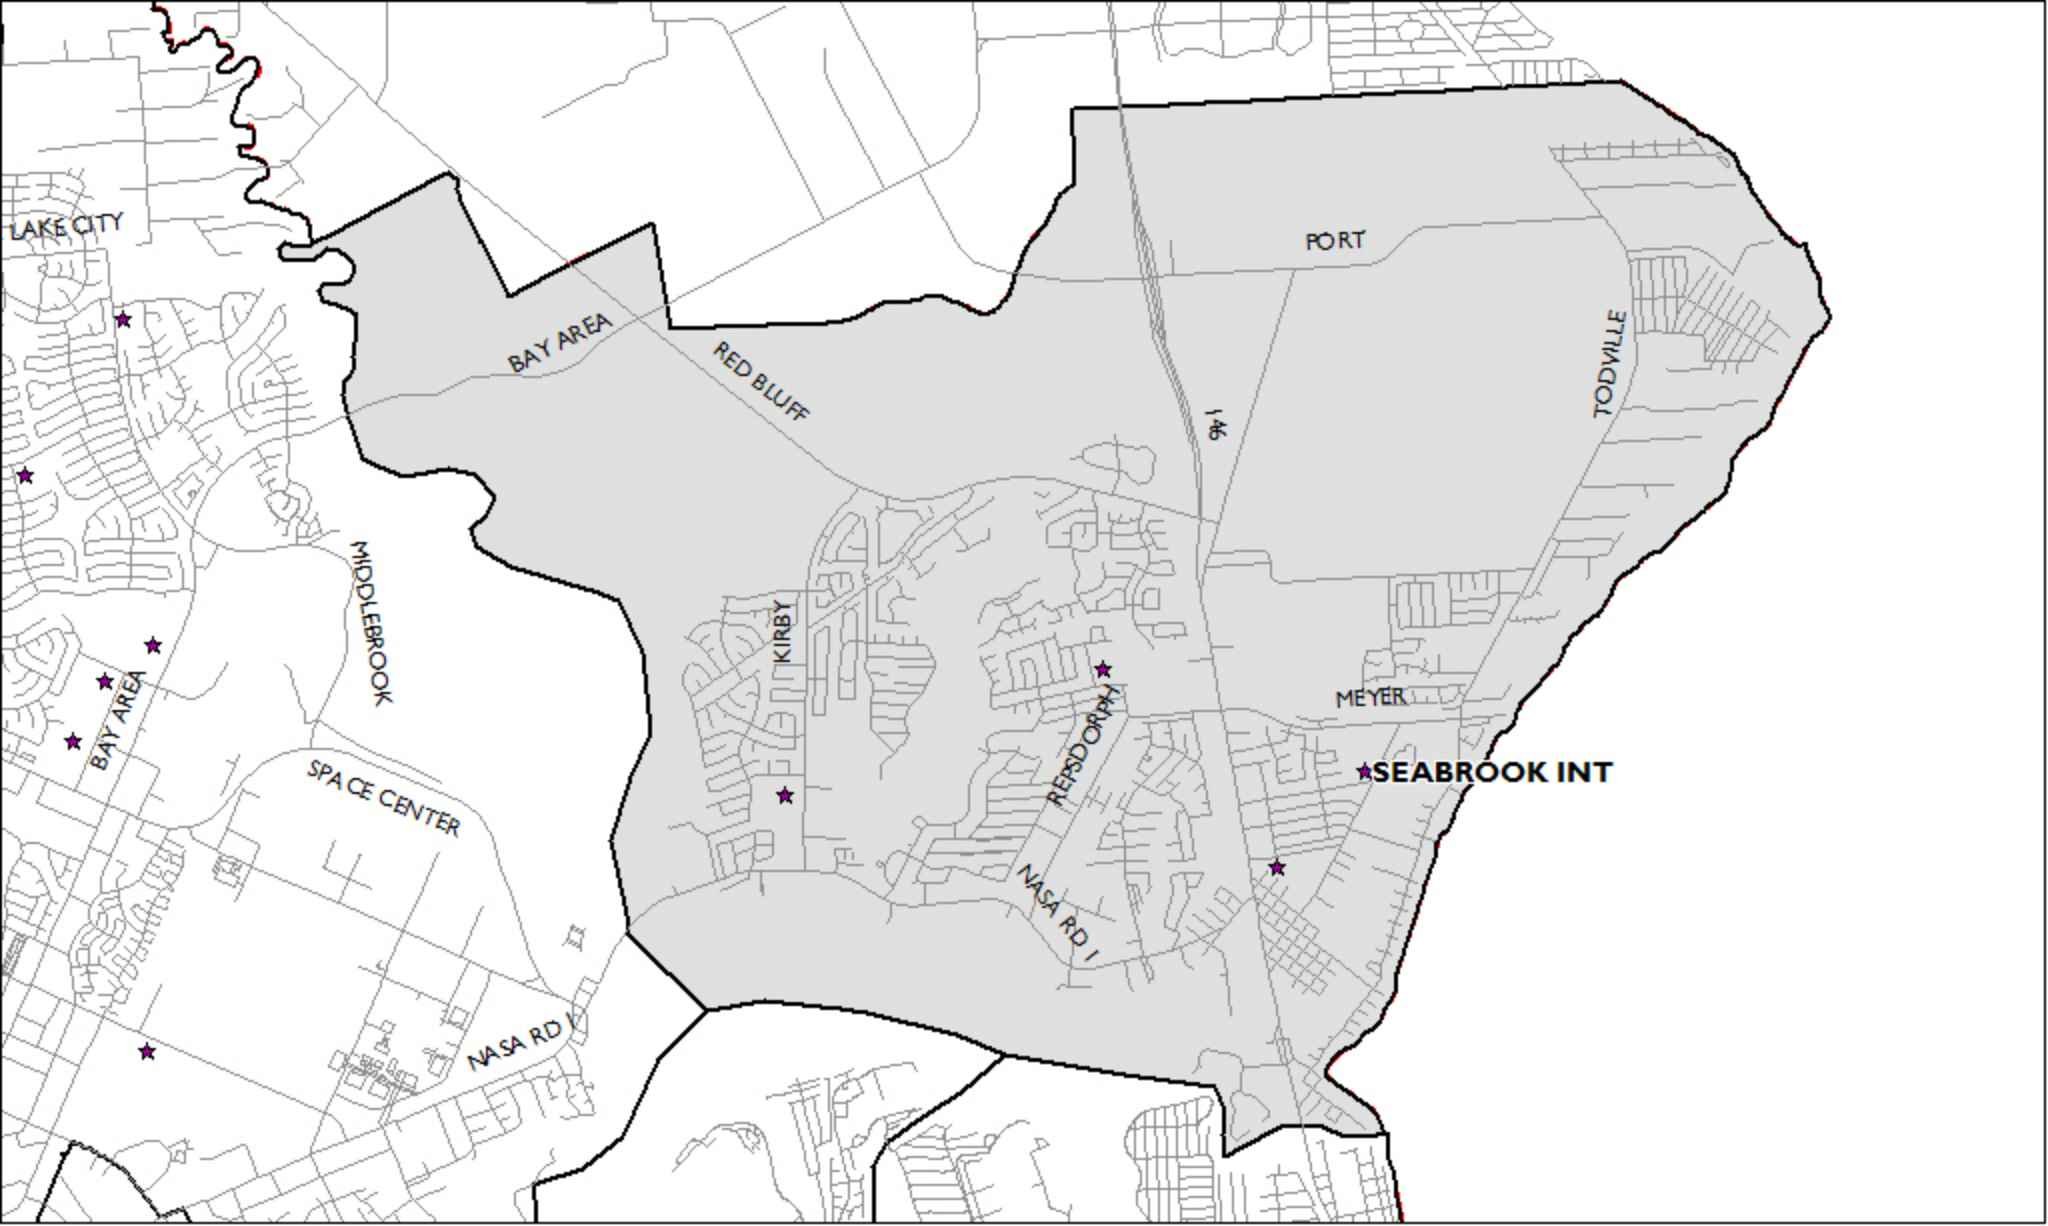 LAKE CITY
PORT
BAY AREA
RED BLUFF
TODVILLE
146
MIDDLEBROOK
KIRBY
MEYER
BAY AREA
REPSDORPH
SEABROOK INT
SPACE CENTER
NASA RD 1
NASA RD 1